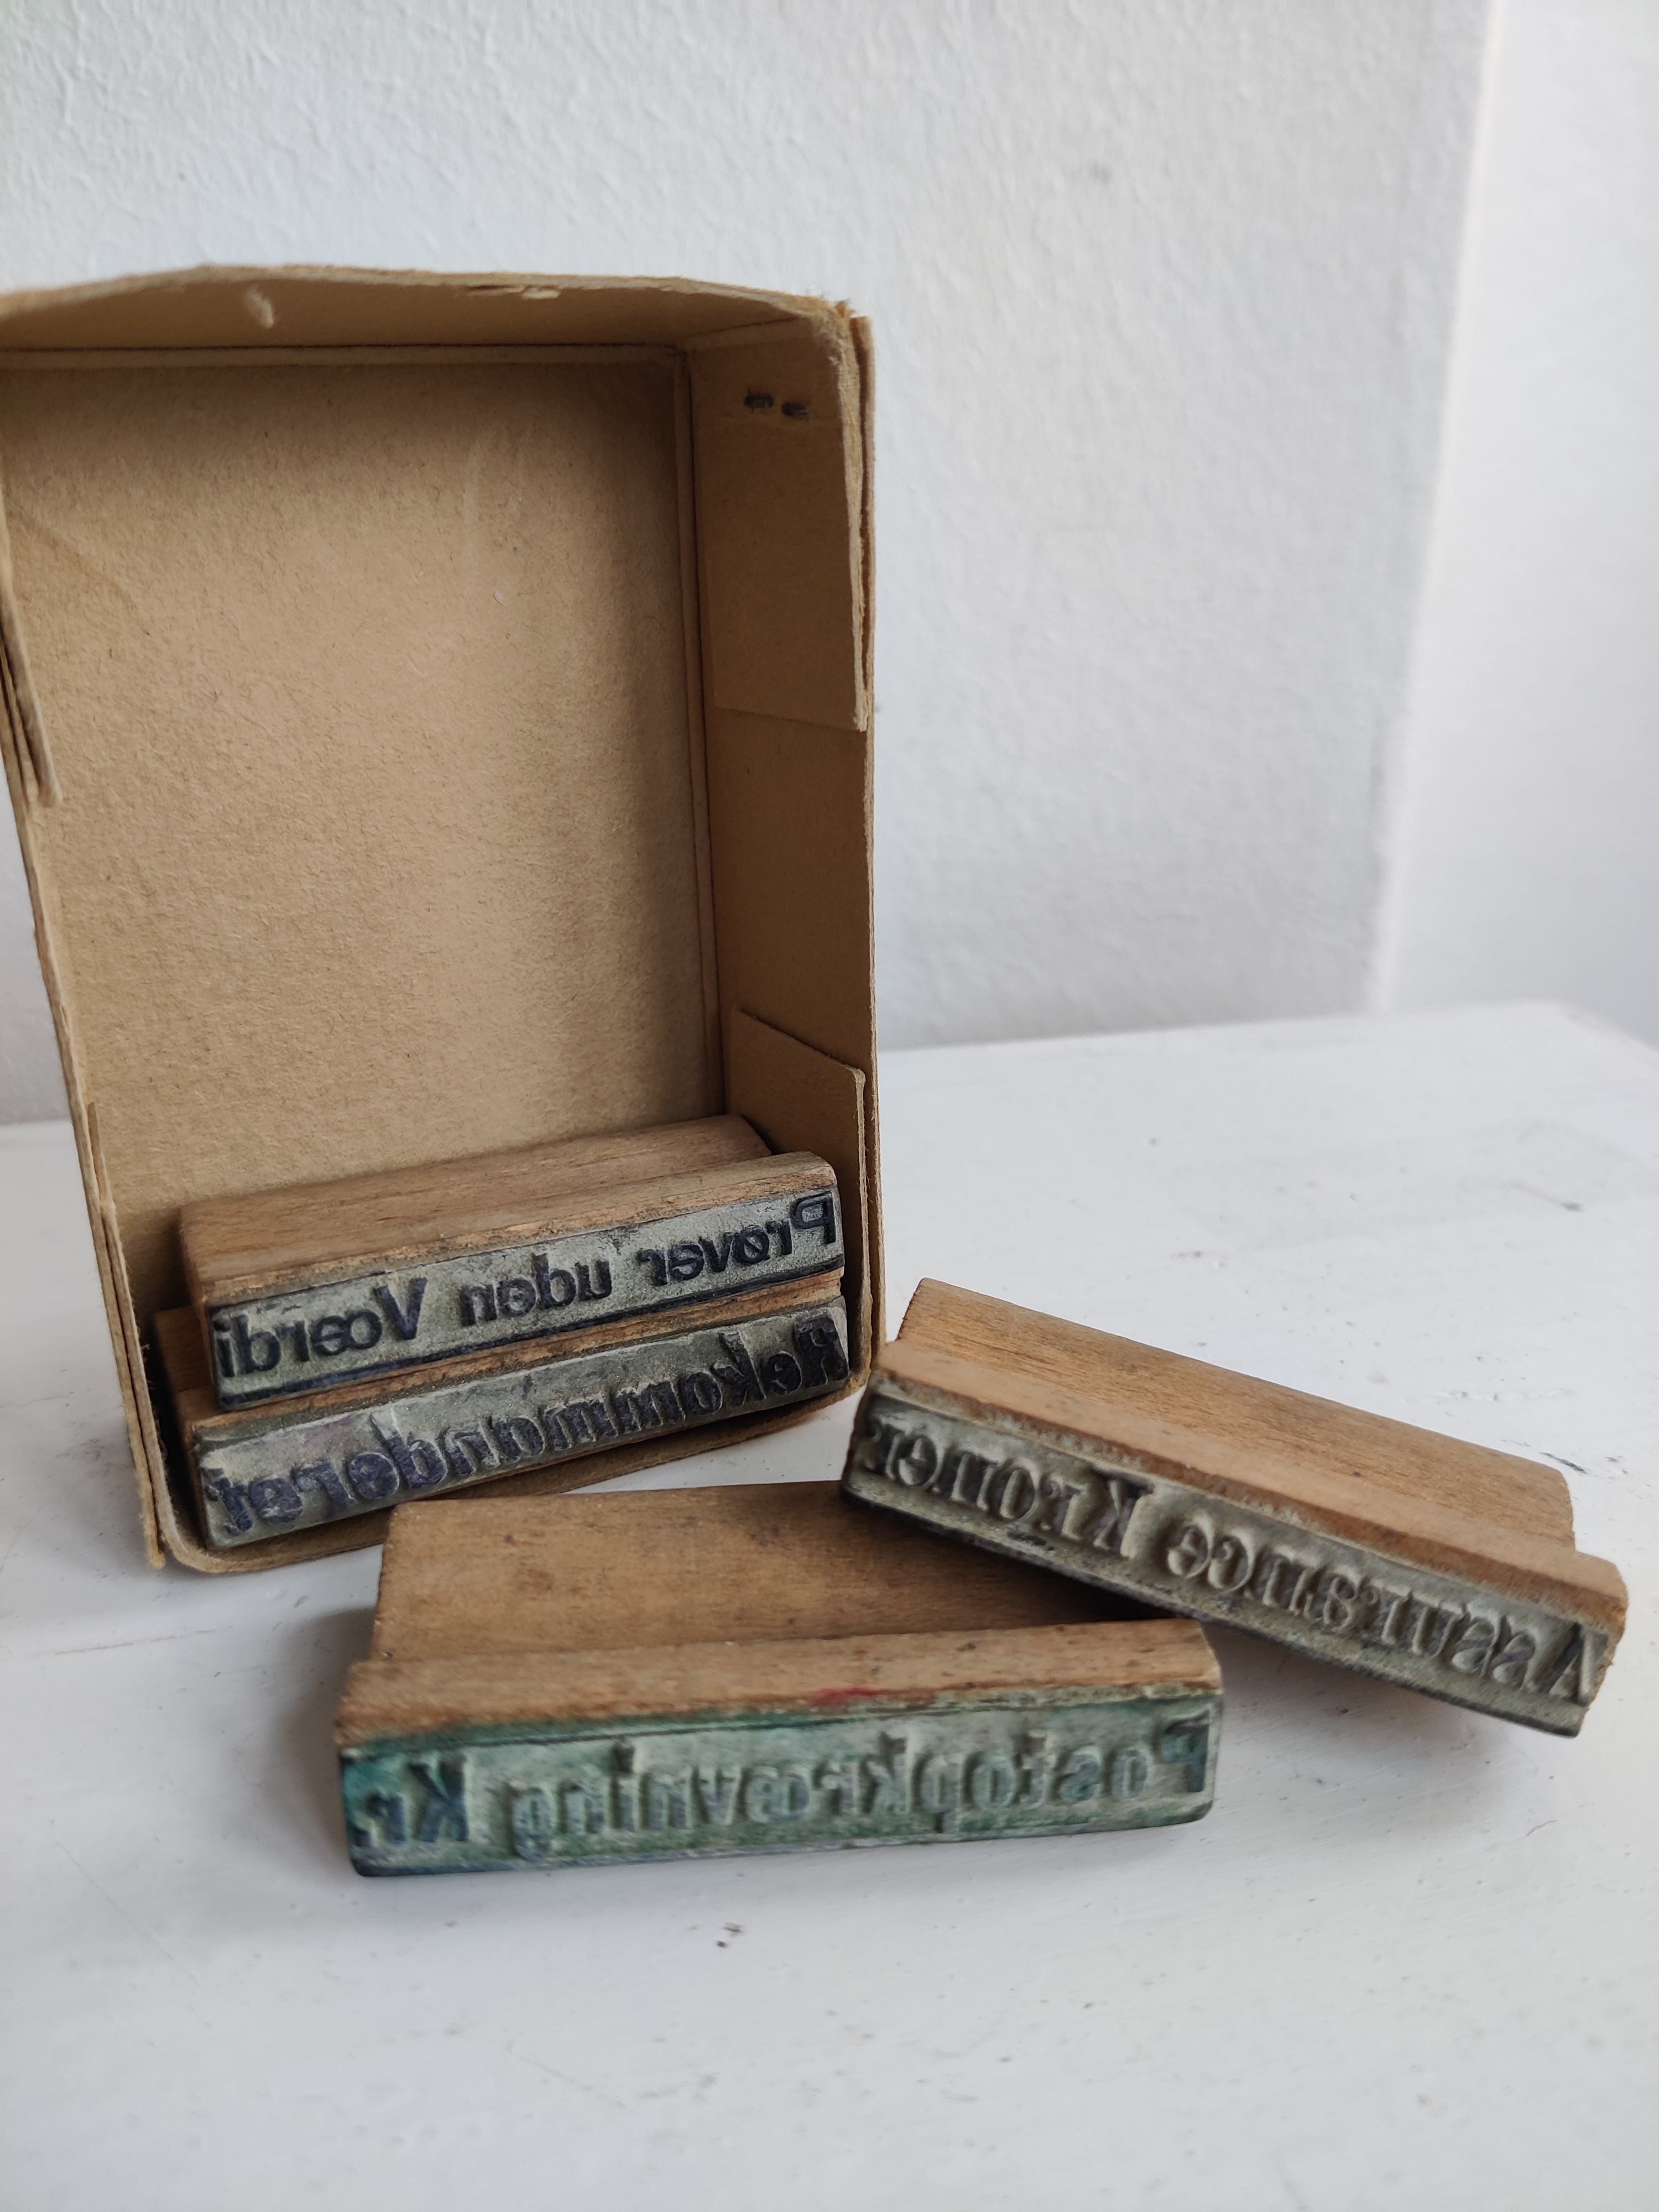 Prøver uden Værdi
Rekommanderet
Assurance Kroner
Postopkrævning Kr.